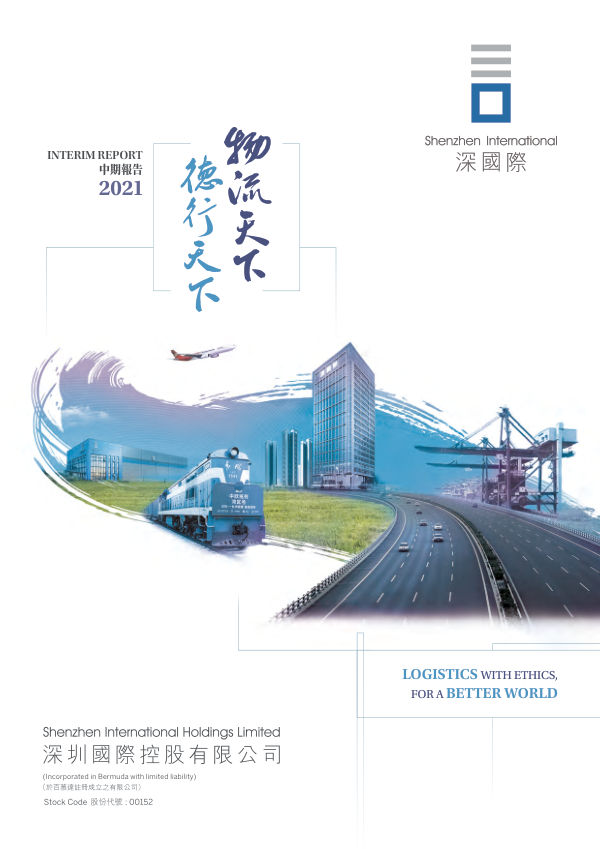 Shenzhen International
深國際
INTERIM REPORT
中期報告
2021
物流天下
德行天下
LOGISTICS WITH ETHICS,
FOR A BETTER WORLD
Shenzhen International Holdings Limited
深圳國際控股有限公司
(Incorporated in Bermuda with limited liability)
(於百慕達註冊成立之有限公司)
Stock Code 股份代號 : 00152